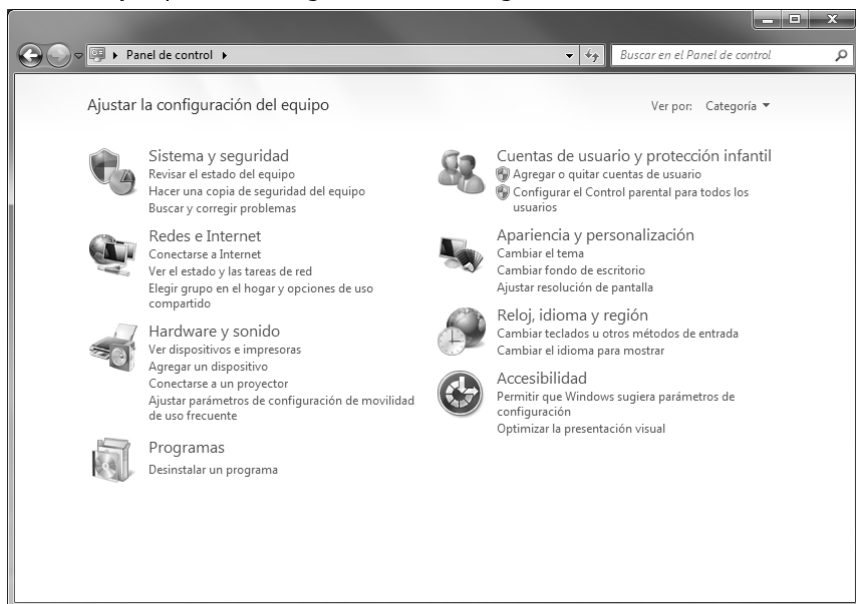 Panel de control
Buscar en el Panel de control
Ajustar la configuración del equipo
Ver por: Categoría
Sistema y seguridad
Revisar el estado del equipo
Hacer una copia de seguridad del equipo
Buscar y corregir problemas
Redes e Internet
Conectarse a Internet
Ver el estado y las tareas de red
Elegir grupo en el hogar y opciones de uso
compartido
Hardware y sonido
Ver dispositivos e impresoras
Agregar un dispositivo
Conectarse a un proyector
Ajustar parámetros de configuración de movilidad
de uso frecuente
Programas
Desinstalar un programa
Cuentas de usuario y protección infantil
Agregar o quitar cuentas de usuario
Configurar el Control parental para todos los
usuarios
Apariencia y personalización
Cambiar el tema
Cambiar fondo de escritorio
Ajustar resolución de pantalla
Reloj, idioma y región
Cambiar teclados u otros métodos de entrada
Cambiar el idioma para mostrar
Accesibilidad
Permitir que Windows sugiera parámetros de
configuración
Optimizar la presentación visual